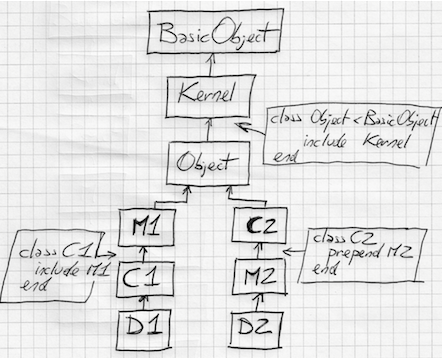 BasicObject
Kernel
class Object < BasicObject
include Kernel
end
Object
M1
C2
class C1
include M1
end
class C2
prepend M2
end
C1
M2
D1
D2